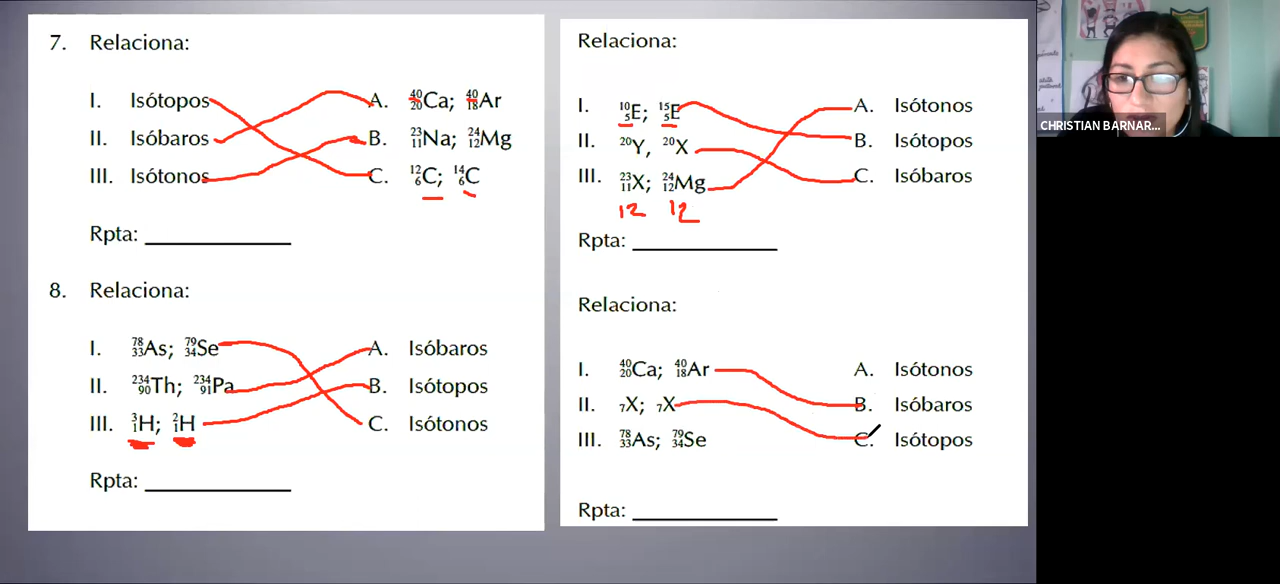 7. Relaciona:
I. Isótopos A. ⁴⁰₂₀Ca; ⁴⁰₁₈Ar
II. Isóbaros B. ²³₁₁Na; ²⁴₁₂Mg
III. Isótonos C. ¹²₆C; ¹⁴₆C
Rpta:
8. Relaciona:
I. ⁷⁸₃₃As; ⁷⁹₃₄Se A. Isóbaros
II. ²³⁴₉₀Th; ²³⁴₉₁Pa B. Isótopos
III. ³₁H; ²₁H C. Isótonos
Rpta:
Relaciona:
I. ¹⁰₅E; ¹⁵₅E A. Isótonos
II. ²⁰Y, ²⁰X B. Isótopos
III. ²³₁₁X; ²⁴₁₂Mg C. Isóbaros
12 12
Rpta:
Relaciona:
I. ⁴⁰₂₀Ca; ⁴⁰₁₈Ar A. Isótonos
II. ₇X; ₇X B. Isóbaros
III. ⁷⁸₃₃As; ⁷⁹₃₄Se C. Isótopos
Rpta:
CHRISTIAN BARNAR...